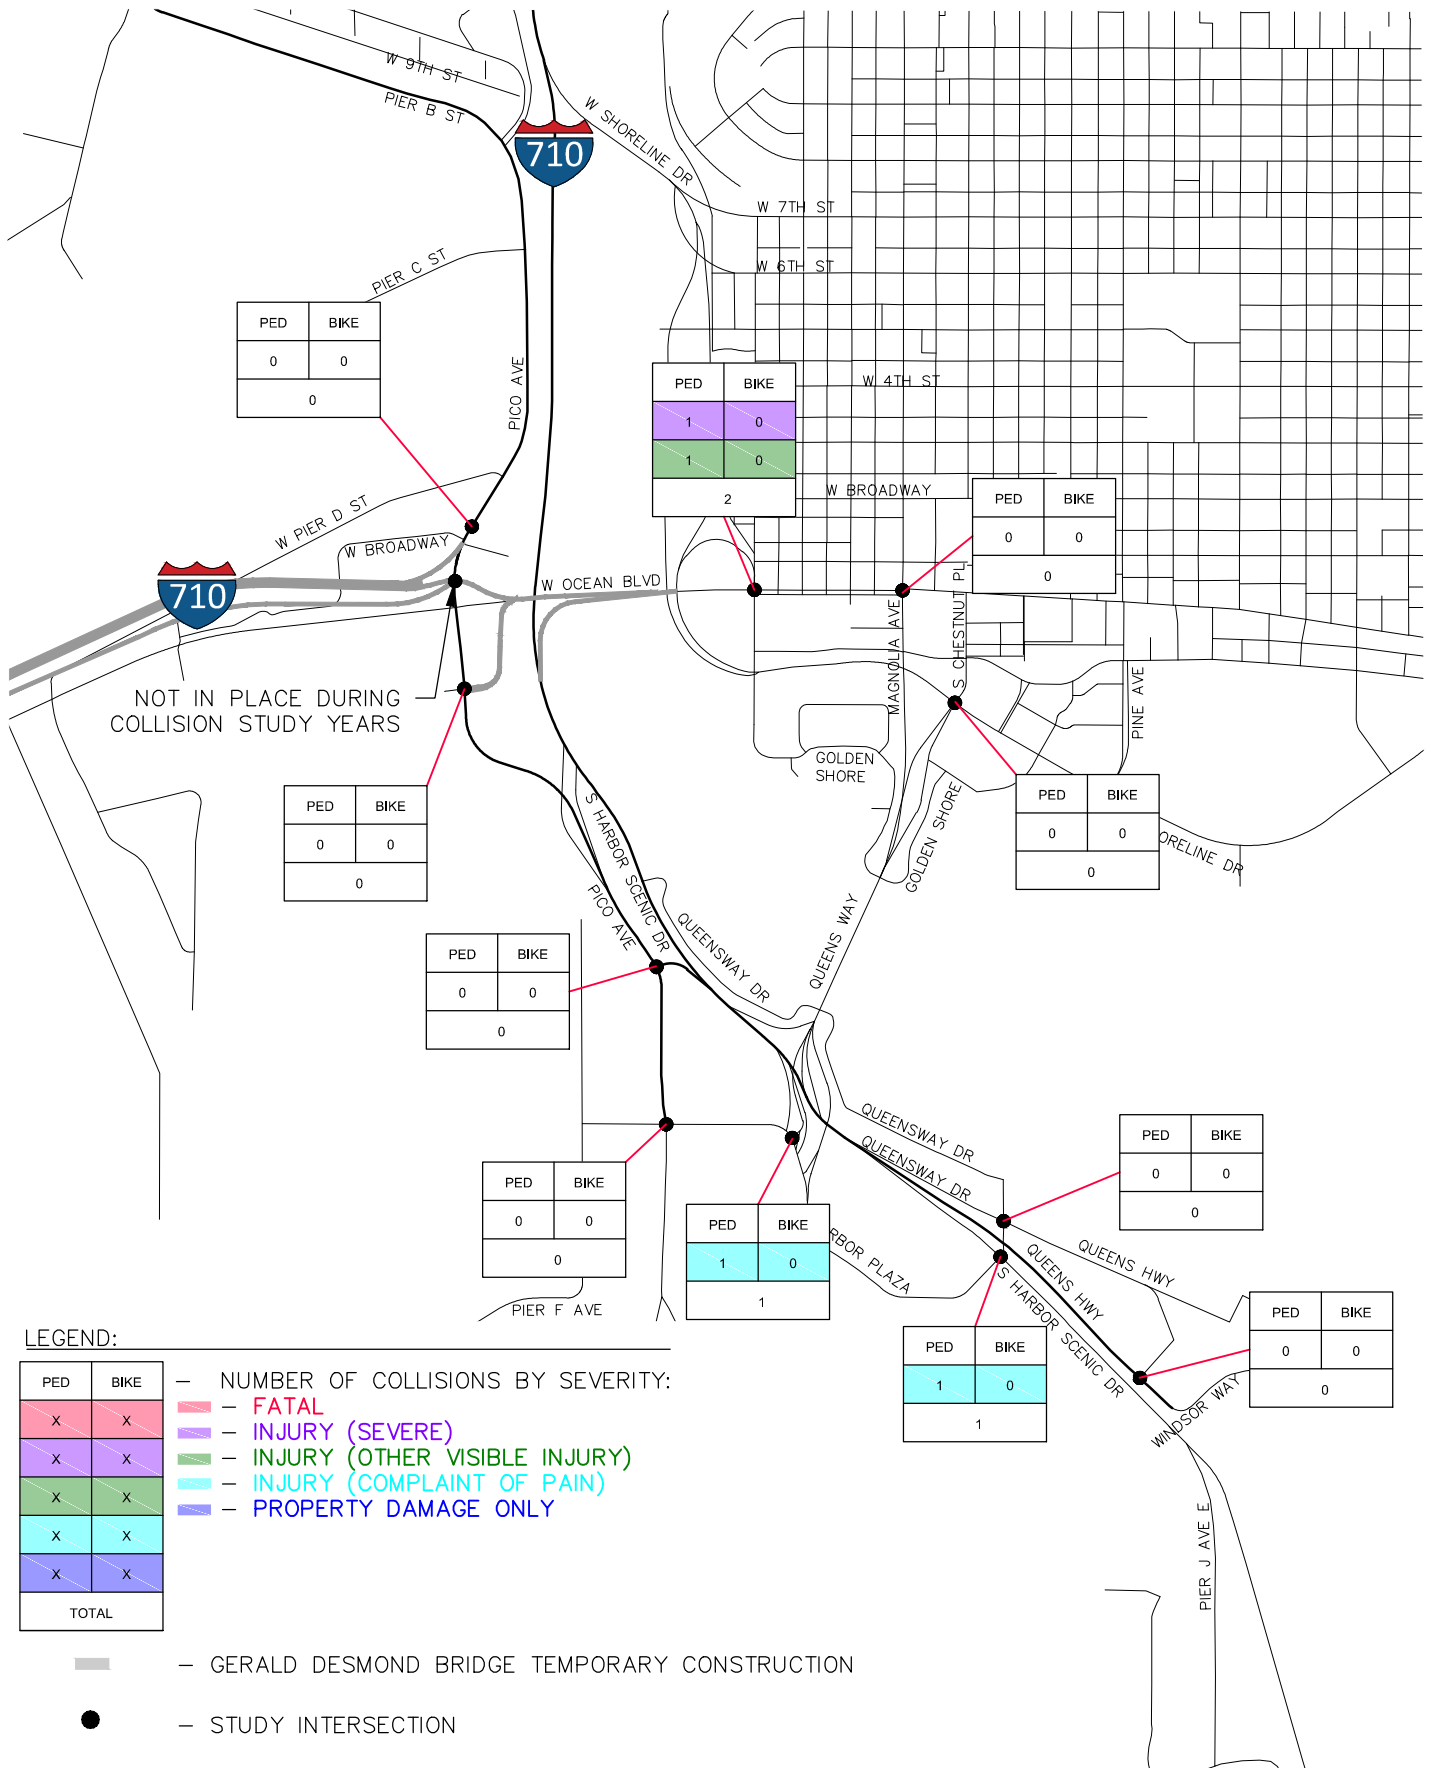 W 9TH ST
PIER B ST
710
W SHORELINE DR
W 7TH ST
W 6TH ST
PIER C ST
PED BIKE
0 0
0
PICO AVE
PED BIKE
1 0
1 0
2
W 4TH ST
W BROADWAY
PED BIKE
0 0
0
W PIER D ST
W BROADWAY
710
W OCEAN BLVD
NOT IN PLACE DURING
COLLISION STUDY YEARS
MAGNOLIA AVE
S CHESTNUT PL
PINE AVE
GOLDEN
SHORE
GOLDEN SHORE
PED BIKE
0 0
0
ORELINE DR
PED BIKE
0 0
0
S HARBOR SCENIC DR
PICO AVE
QUEENSWAY DR
QUEENS WAY
PED BIKE
0 0
0
QUEENSWAY DR
QUEENSWAY DR
PED BIKE
0 0
0
PED BIKE
0 0
0
PIER F AVE
PED BIKE
1 0
1
RBOR PLAZA
QUEENS HWY
QUEENS HWY
S HARBOR SCENIC DR
PED BIKE
0 0
0
PED BIKE
1 0
1
WINDSOR WAY
PIER J AVE E
LEGEND:
PED BIKE
X X
X X
X X
X X
X X
TOTAL
– NUMBER OF COLLISIONS BY SEVERITY:
– FATAL
– INJURY (SEVERE)
– INJURY (OTHER VISIBLE INJURY)
– INJURY (COMPLAINT OF PAIN)
– PROPERTY DAMAGE ONLY
– GERALD DESMOND BRIDGE TEMPORARY CONSTRUCTION
– STUDY INTERSECTION